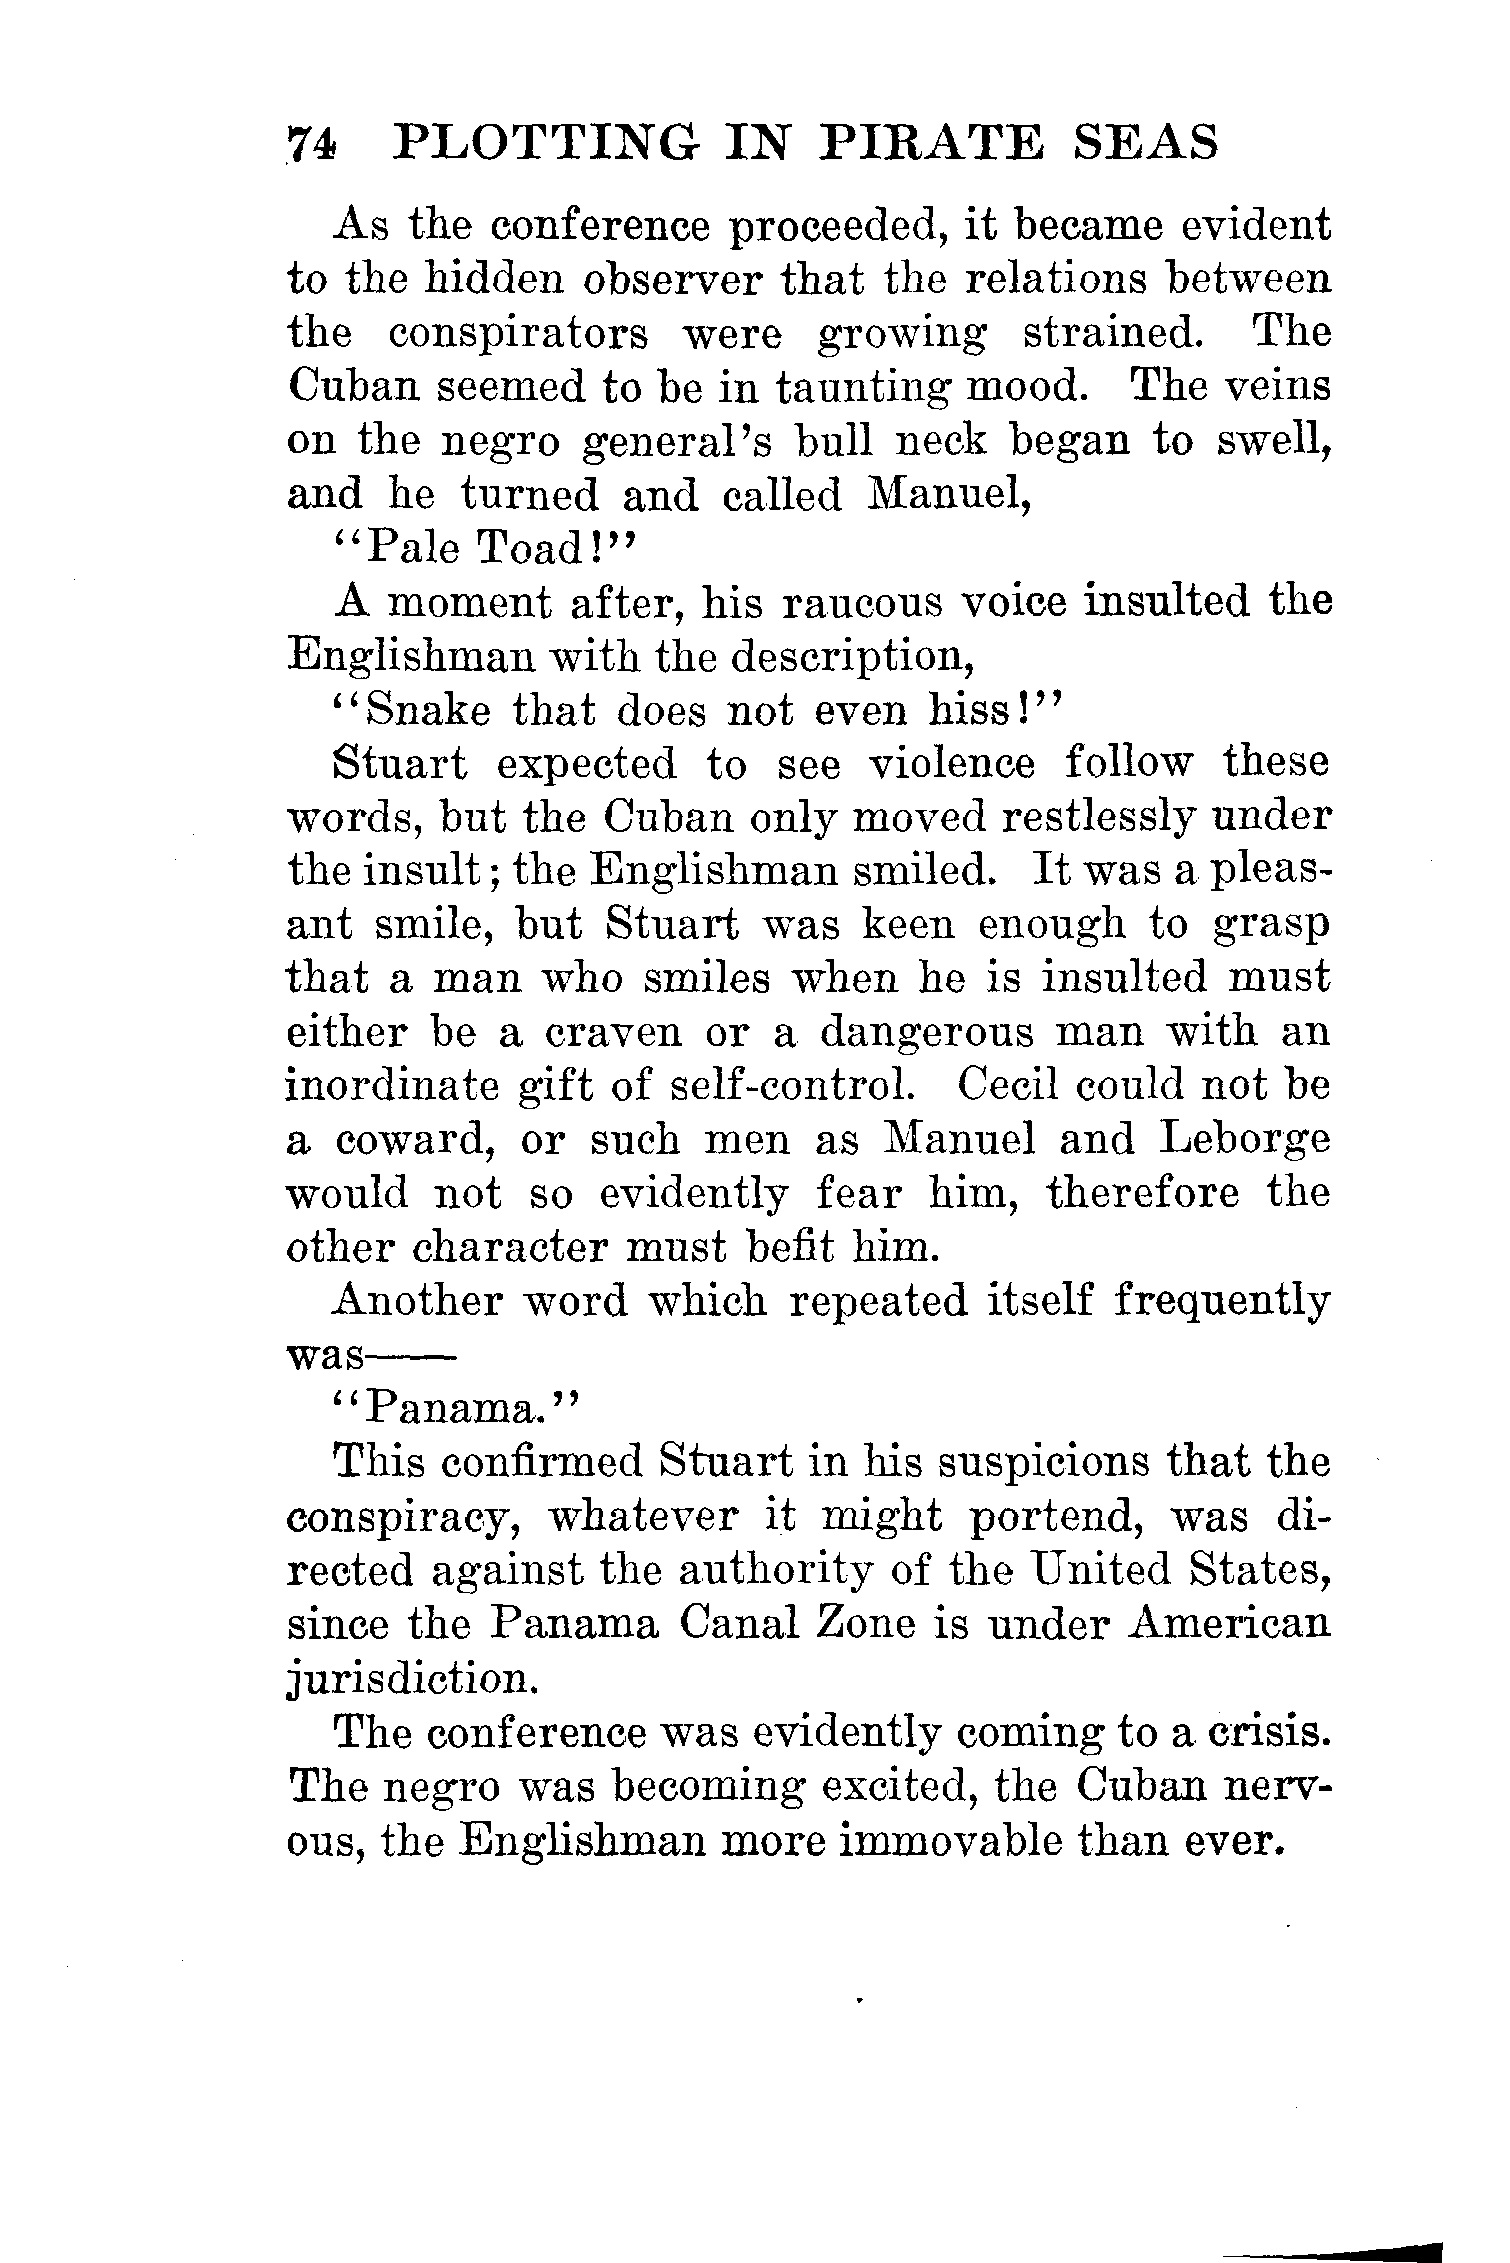 74 PLOTTING IN PIRATE SEAS
As the conference proceeded, it became evident
to the hidden observer that the relations between
the conspirators were growing strained. The
Cuban seemed to be in taunting mood. The veins
on the negro general's bull neck began to swell,
and he turned and called Manuel,
"Pale Toad!"
A moment after, his raucous voice insulted the
Englishman with the description,
"Snake that does not even hiss!"
Stuart expected to see violence follow these
words, but the Cuban only moved restlessly under
the insult; the Englishman smiled. It was a pleas-
ant smile, but Stuart was keen enough to grasp
that a man who smiles when he is insulted must
either be a craven or a dangerous man with an
inordinate gift of self-control. Cecil could not be
a coward, or such men as Manuel and Leborge
would not so evidently fear him, therefore the
other character must befit him.
Another word which repeated itself frequently
was——
"Panama."
This confirmed Stuart in his suspicions that the
conspiracy, whatever it might portend, was di-
rected against the authority of the United States,
since the Panama Canal Zone is under American
jurisdiction.
The conference was evidently coming to a crisis.
The negro was becoming excited, the Cuban nerv-
ous, the Englishman more immovable than ever.